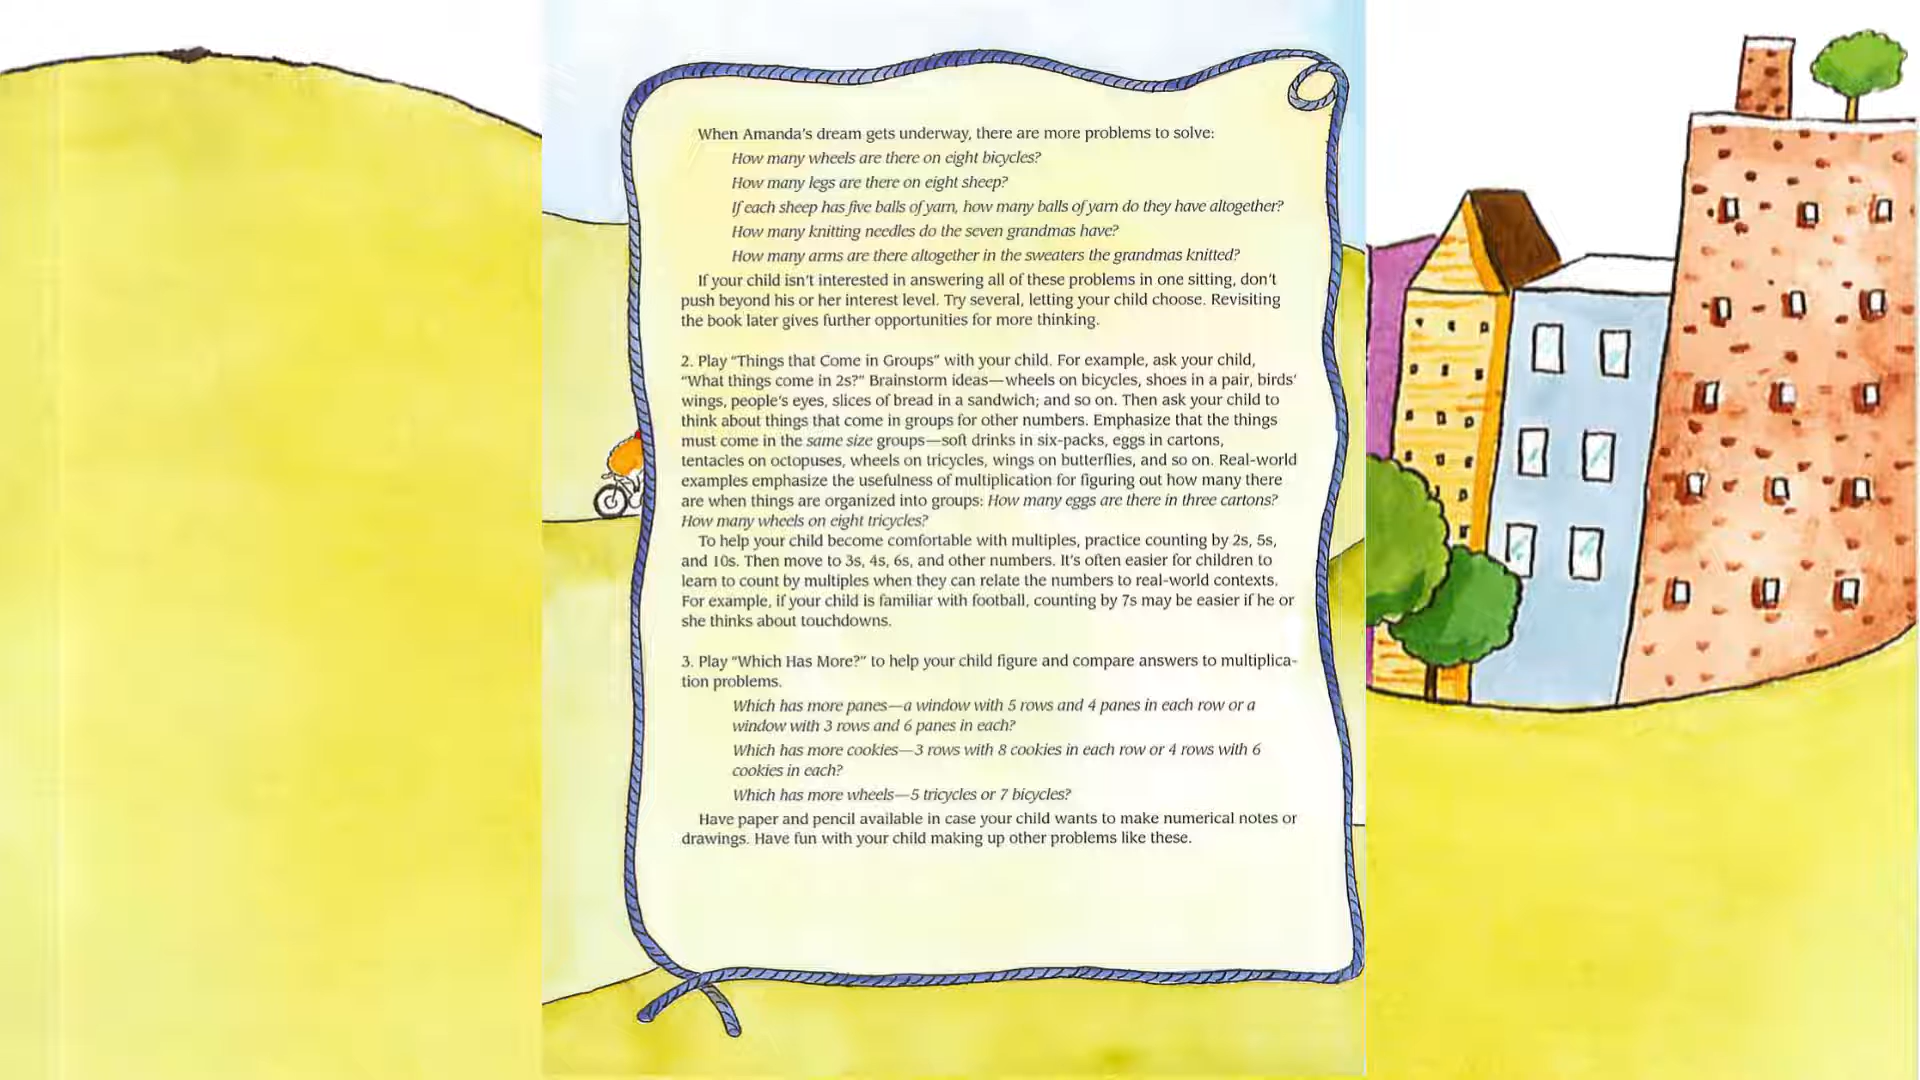 When Amanda's dream gets underway, there are more problems to solve:
How many wheels are there on eight bicycles?
How many legs are there on eight sheep?
If each sheep has five balls of yarn, how many balls of yarn do they have altogether?
How many knitting needles do the seven grandmas have?
How many arms are there altogether in the sweaters the grandmas knitted?
If your child isn't interested in answering all of these problems in one sitting, don't
push beyond his or her interest level. Try several, letting your child choose. Revisiting
the book later gives further opportunities for more thinking.
2. Play “Things that Come in Groups” with your child. For example, ask your child,
“What things come in 2s?” Brainstorm ideas—wheels on bicycles, shoes in a pair, birds'
wings, people's eyes, slices of bread in a sandwich; and so on. Then ask your child to
think about things that come in groups for other numbers. Emphasize that the things
must come in the same size groups—soft drinks in six-packs, eggs in cartons,
tentacles on octopuses, wheels on tricycles, wings on butterflies, and so on. Real-world
examples emphasize the usefulness of multiplication for figuring out how many there
are when things are organized into groups: How many eggs are there in three cartons?
How many wheels on eight tricycles?
To help your child become comfortable with multiples, practice counting by 2s, 5s,
and 10s. Then move to 3s, 4s, 6s, and other numbers. It's often easier for children to
learn to count by multiples when they can relate the numbers to real-world contexts.
For example, if your child is familiar with football, counting by 7s may be easier if he or
she thinks about touchdowns.
3. Play “Which Has More?” to help your child figure and compare answers to multiplica-
tion problems.
Which has more panes—a window with 5 rows and 4 panes in each row or a
window with 3 rows and 6 panes in each?
Which has more cookies—3 rows with 8 cookies in each row or 4 rows with 6
cookies in each?
Which has more wheels—5 tricycles or 7 bicycles?
Have paper and pencil available in case your child wants to make numerical notes or
drawings. Have fun with your child making up other problems like these.